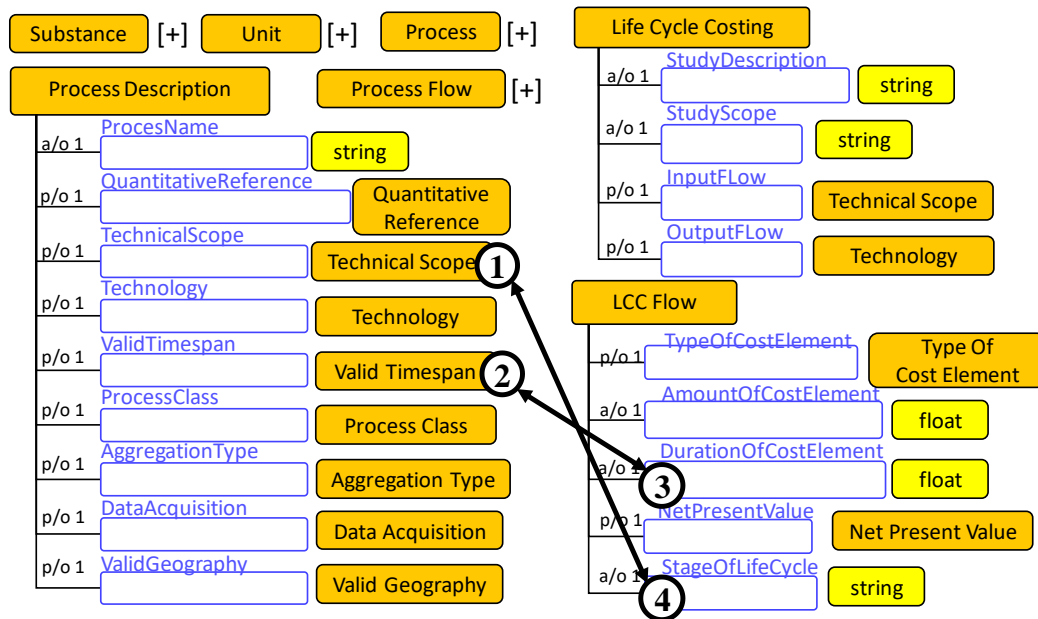 Substance [+] Unit [+] Process [+]
Process Description Process Flow [+]
a/o 1 ProcesName string
p/o 1 QuantitativeReference Quantitative
Reference
p/o 1 TechnicalScope Technical Scope 1
p/o 1 Technology Technology
p/o 1 ValidTimespan Valid Timespan 2
p/o 1 ProcessClass Process Class
p/o 1 AggregationType Aggregation Type
p/o 1 DataAcquisition Data Acquisition
p/o 1 ValidGeography Valid Geography
Life Cycle Costing
a/o 1 StudyDescription string
a/o 1 StudyScope string
p/o 1 InputFLow Technical Scope
p/o 1 OutputFLow Technology
LCC Flow
p/o 1 TypeOfCostElement Type Of
Cost Element
a/o 1 AmountOfCostElement float
a/o 1 DurationOfCostElement 3 float
p/o 1 NetPresentValue Net Present Value
a/o 1 StageOfLifeCycle 4 string